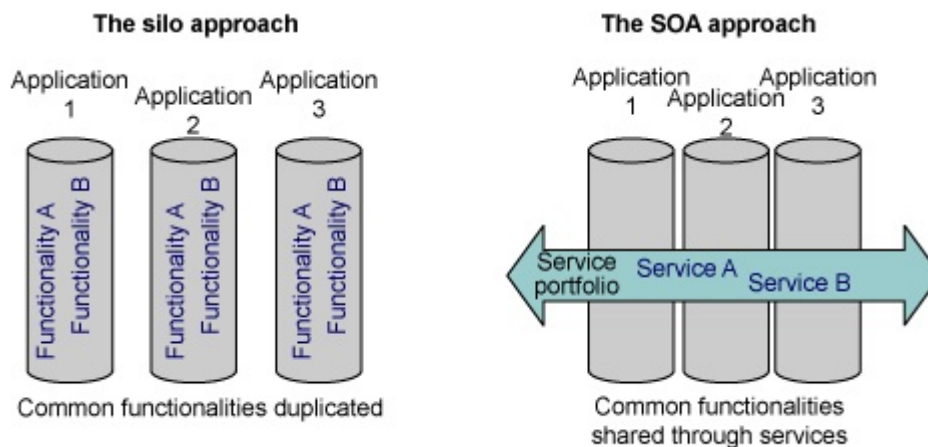 The silo approach
Application
1
Application
2
Application
3
Functionality A
Functionality B
Functionality A
Functionality B
Functionality A
Functionality B
Common functionalities duplicated
The SOA approach
Application
1
Application
2
Application
3
Service
portfolio
Service A
Service B
Common functionalities
shared through services